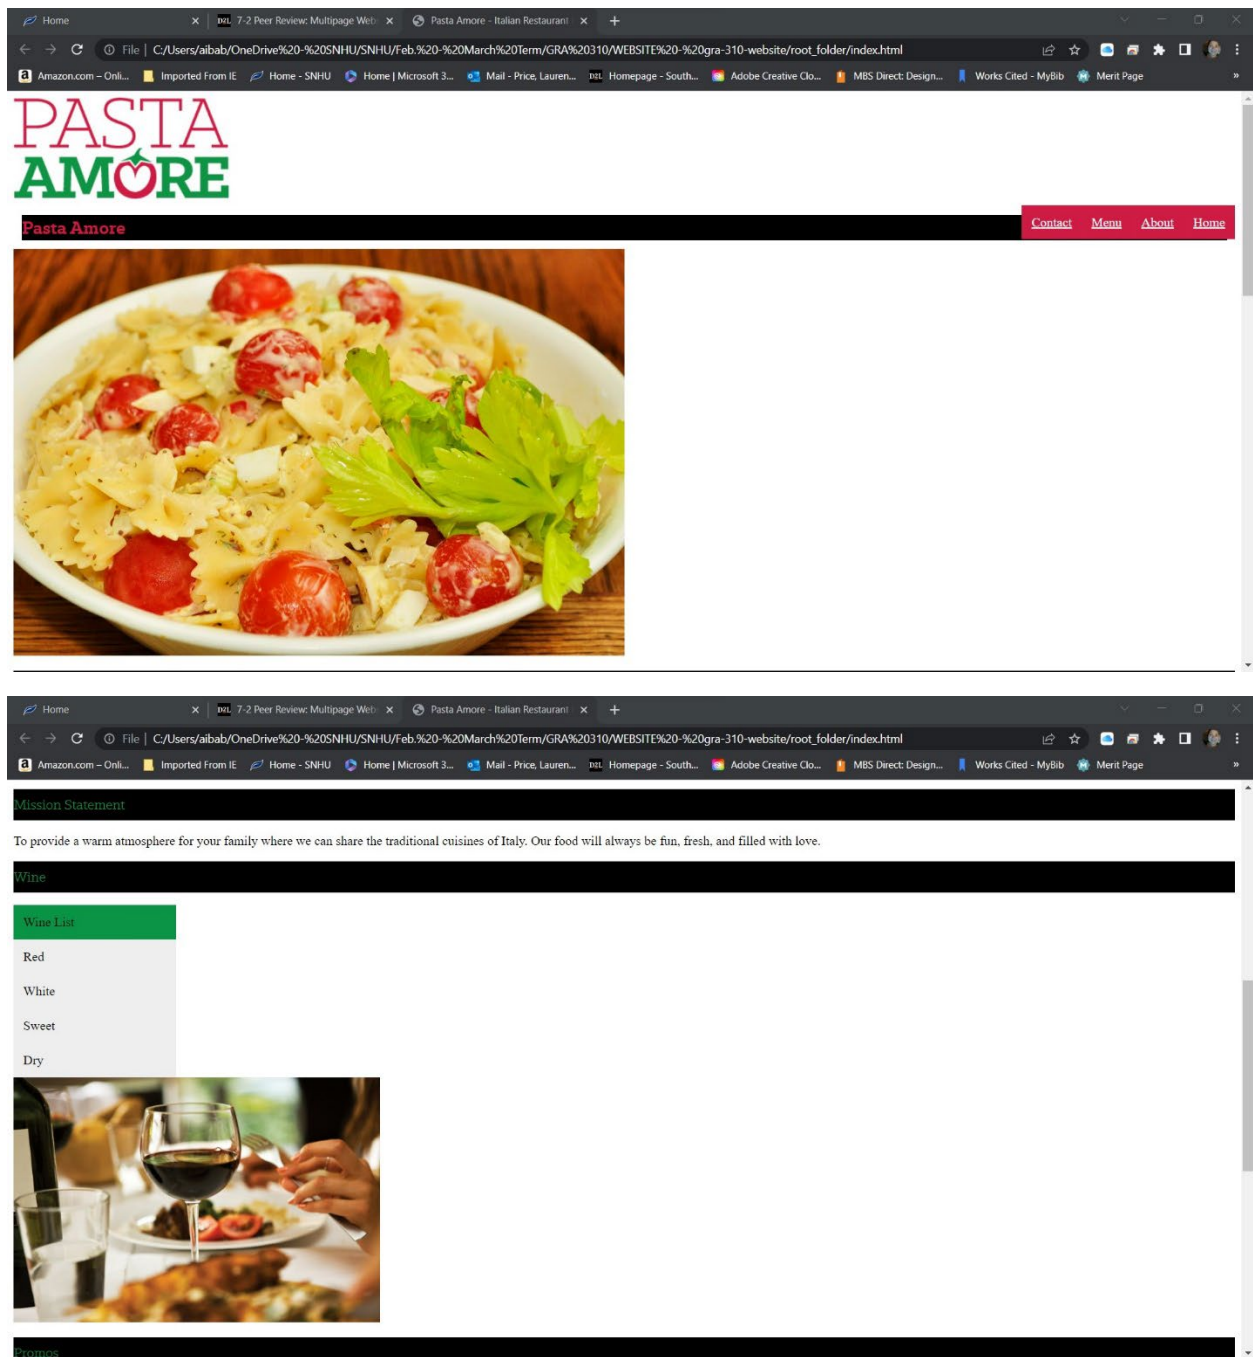 Home
D2L 7-2 Peer Review: Multipage Web
Pasta Amore - Italian Restaurant
File | C:/Users/aibab/OneDrive%20-%20SNHU/SNHU/Feb.%20-%20March%20Term/GRA%20310/WEBSITE%20-%20gra-310-website/root_folder/index.html
Amazon.com – Onli... Imported From IE Home - SNHU Home | Microsoft 3... Mail - Price, Lauren... D2L Homepage - South... Adobe Creative Clo... MBS Direct: Design... Works Cited - MyBib Merit Page »
PASTA
AMORE
Pasta Amore
Contact Menu About Home
Home
D2L 7-2 Peer Review: Multipage Web
Pasta Amore - Italian Restaurant
File | C:/Users/aibab/OneDrive%20-%20SNHU/SNHU/Feb.%20-%20March%20Term/GRA%20310/WEBSITE%20-%20gra-310-website/root_folder/index.html
Amazon.com – Onli... Imported From IE Home - SNHU Home | Microsoft 3... Mail - Price, Lauren... D2L Homepage - South... Adobe Creative Clo... MBS Direct: Design... Works Cited - MyBib Merit Page »
Mission Statement
To provide a warm atmosphere for your family where we can share the traditional cuisines of Italy. Our food will always be fun, fresh, and filled with love.
Wine
Wine List
Red
White
Sweet
Dry
Promos